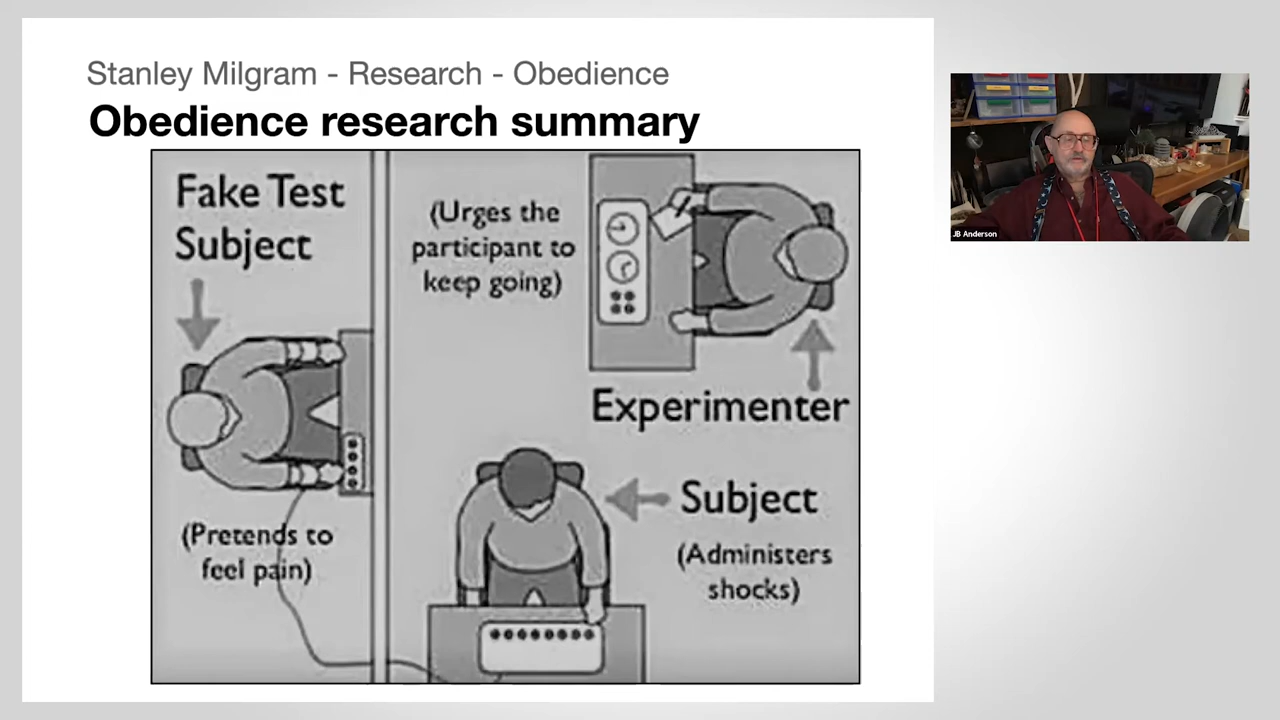 Stanley Milgram - Research - Obedience
Obedience research summary
Fake Test
Subject
(Urges the
participant to
keep going)
Experimenter
Subject
(Administers
shocks)
(Pretends to
feel pain)
JB Anderson